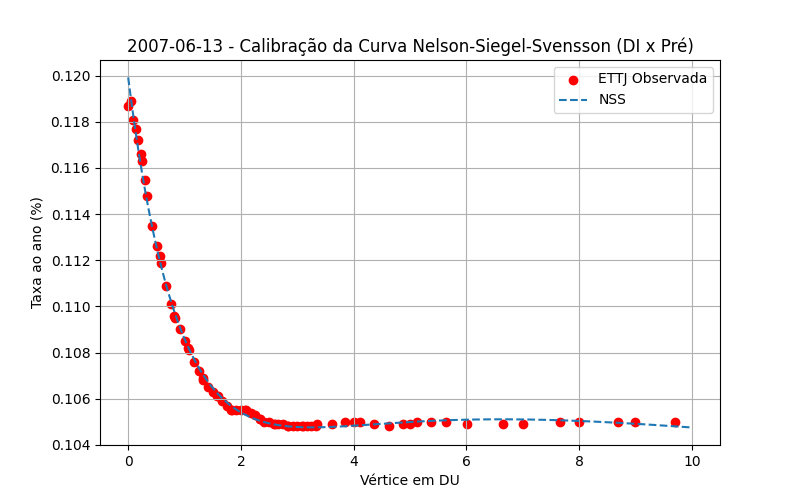 2007-06-13 - Calibração da Curva Nelson-Siegel-Svensson (DI x Pré)
ETTJ Observada
NSS
Taxa ao ano (%)
0.120
0.118
0.116
0.114
0.112
0.110
0.108
0.106
0.104
0 2 4 6 8 10
Vértice em DU